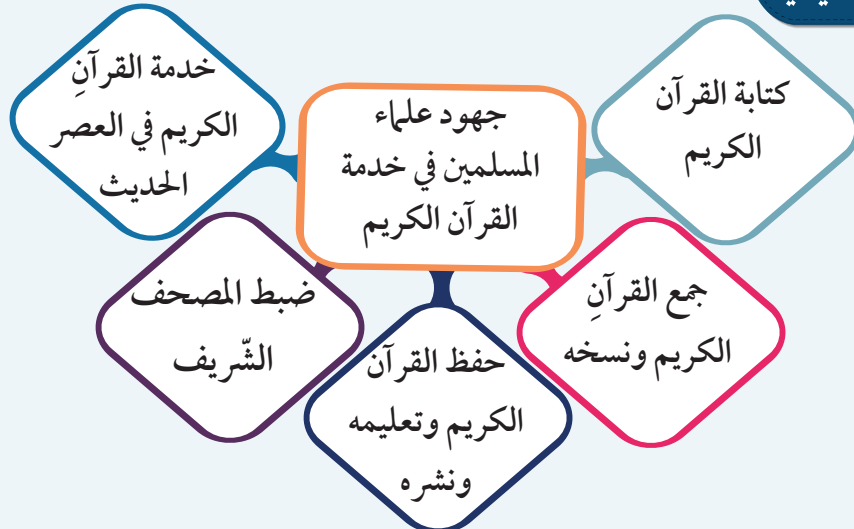 جهود علماء
المسلمين في خدمة
القرآن الكريم
كتابة القرآن
الكريم
جمع القرآنِ
الكريم ونسخه
حفظ القرآن
الكريم وتعليمه
ونشره
ضبط المصحف
الشّريف
خدمة القرآنِ
الكريم في العصر
الحديث